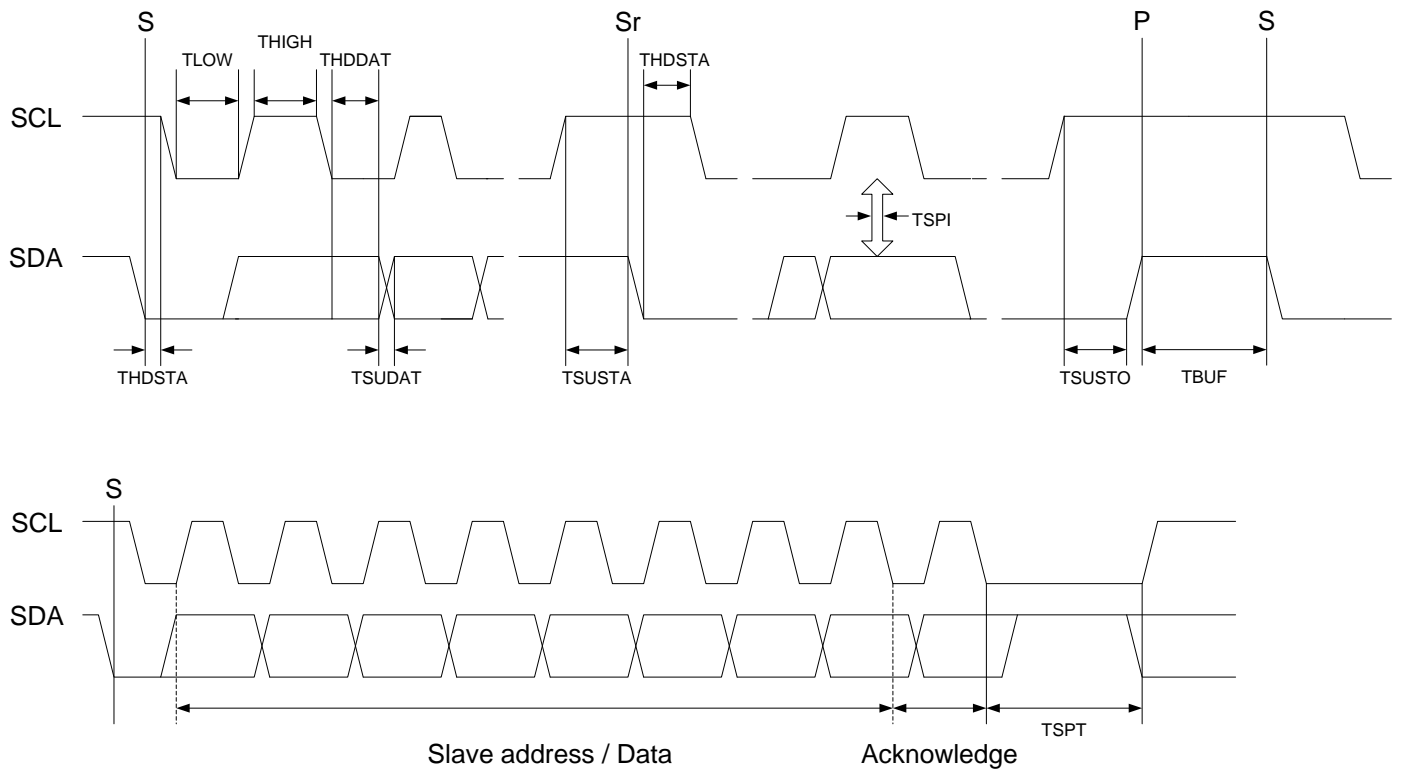 S Sr P S
THIGH
TLOW THDDAT THDSTA
SCL
TSPI
SDA
THDSTA TSUDAT TSUSTA TSUSTO TBUF
S
SCL
SDA
TSPT
Slave address / Data Acknowledge